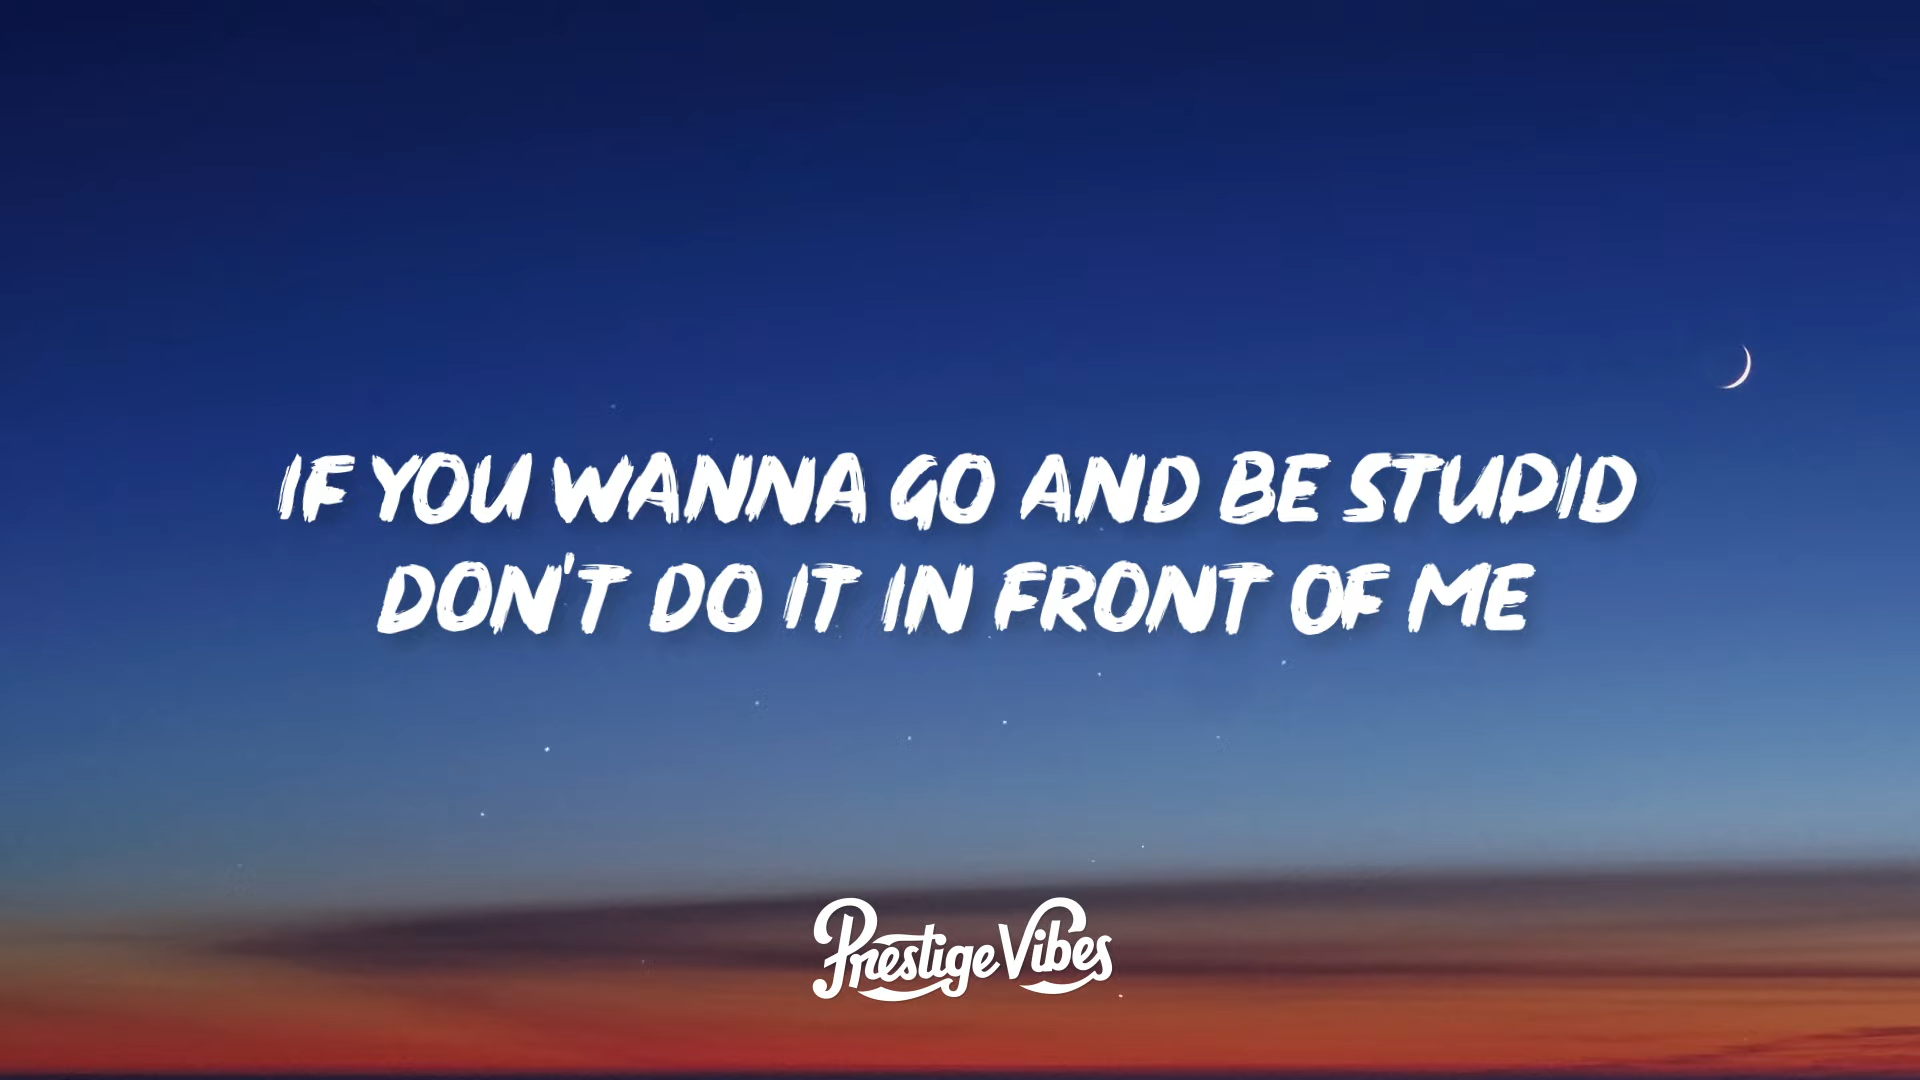 IF YOU WANNA GO AND BE STUPID
DON'T DO IT IN FRONT OF ME
Prestige Vibes